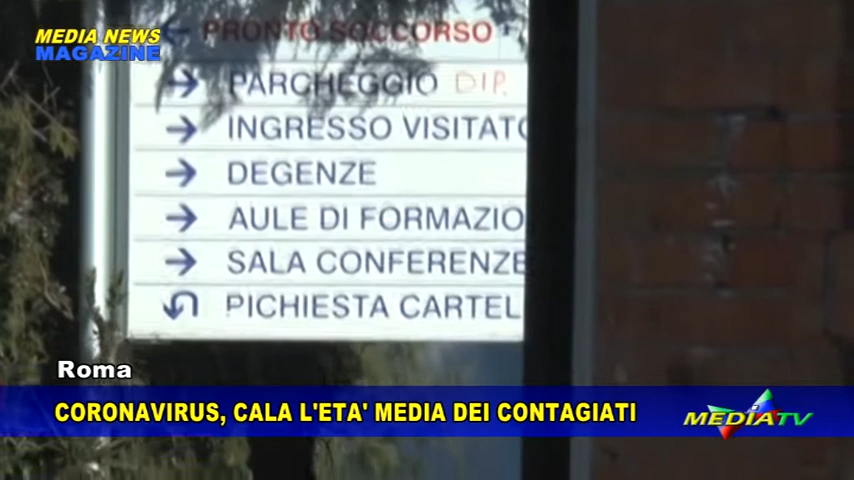 MEDIA NEWS
MAGAZINE
PRONTO SOCCORSO
PARCHEGGIO DIP.
INGRESSO VISITATO
DEGENZE
AULE DI FORMAZIO
SALA CONFERENZE
PICHIESTA CARTEL
Roma
CORONAVIRUS, CALA L'ETA' MEDIA DEI CONTAGIATI
MEDIATV